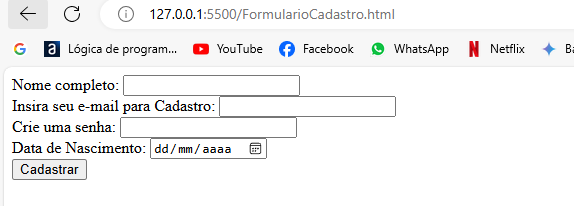 127.0.0.1:5500/FormularioCadastro.html
G a Lógica de program... YouTube Facebook WhatsApp N Netflix Ba
Nome completo:
Insira seu e-mail para Cadastro:
Crie uma senha:
Data de Nascimento: dd/mm/aaaa
Cadastrar